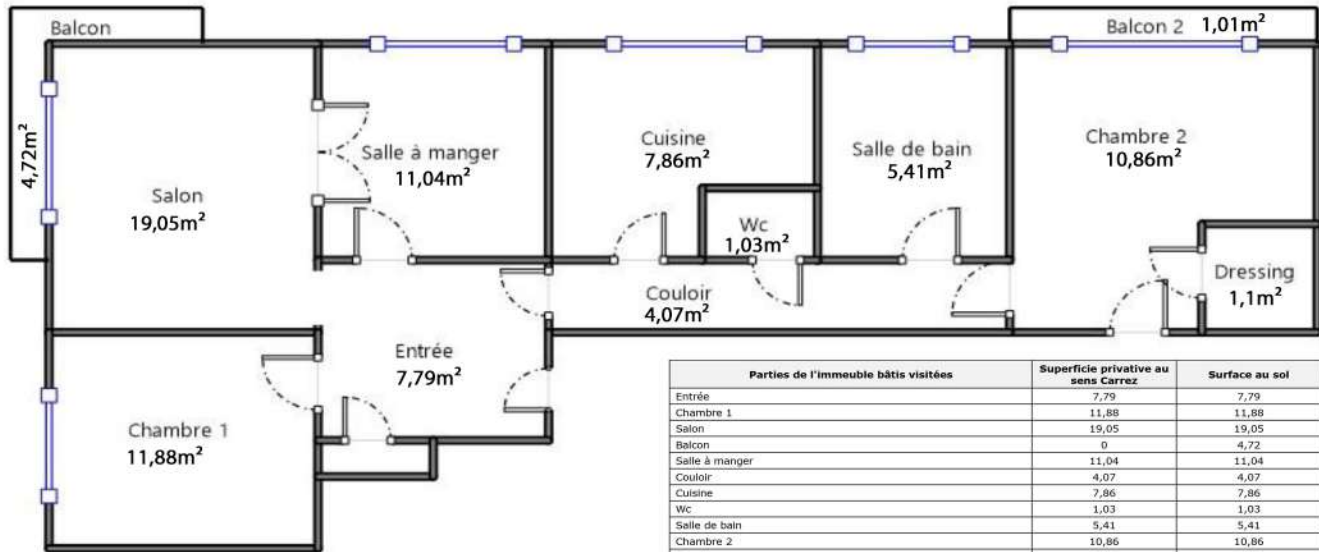 Balcon
Balcon 2 1,01m²
4,72m²
Salon
19,05m²
Salle à manger
11,04m²
Cuisine
7,86m²
Salle de bain
5,41m²
Chambre 2
10,86m²
Wc
1,03m²
Dressing
1,1m²
Couloir
4,07m²
Entrée
7,79m²
Chambre 1
11,88m²
Parties de l'immeuble bâtis visitées Superficie privative au sens Carrez Surface au sol
Entrée 7,79 7,79
Chambre 1 11,88 11,88
Salon 19,05 19,05
Balcon 0 4,72
Salle à manger 11,04 11,04
Couloir 4,07 4,07
Cuisine 7,86 7,86
Wc 1,03 1,03
Salle de bain 5,41 5,41
Chambre 2 10,86 10,86